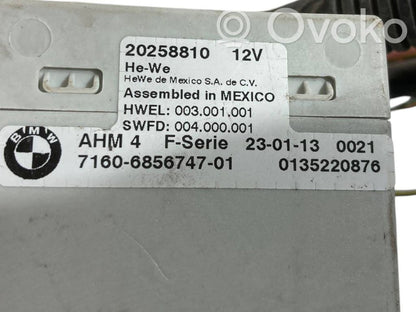 Ovoko
20258810 12V
He-We
HeWe de Mexico S.A. de C.V.
Assembled in MEXICO
HWEL: 003.001.001
SWFD: 004.000.001
BMW
AHM 4 F-Serie 23-01-13 0021
7160-6856747-01 0135220876